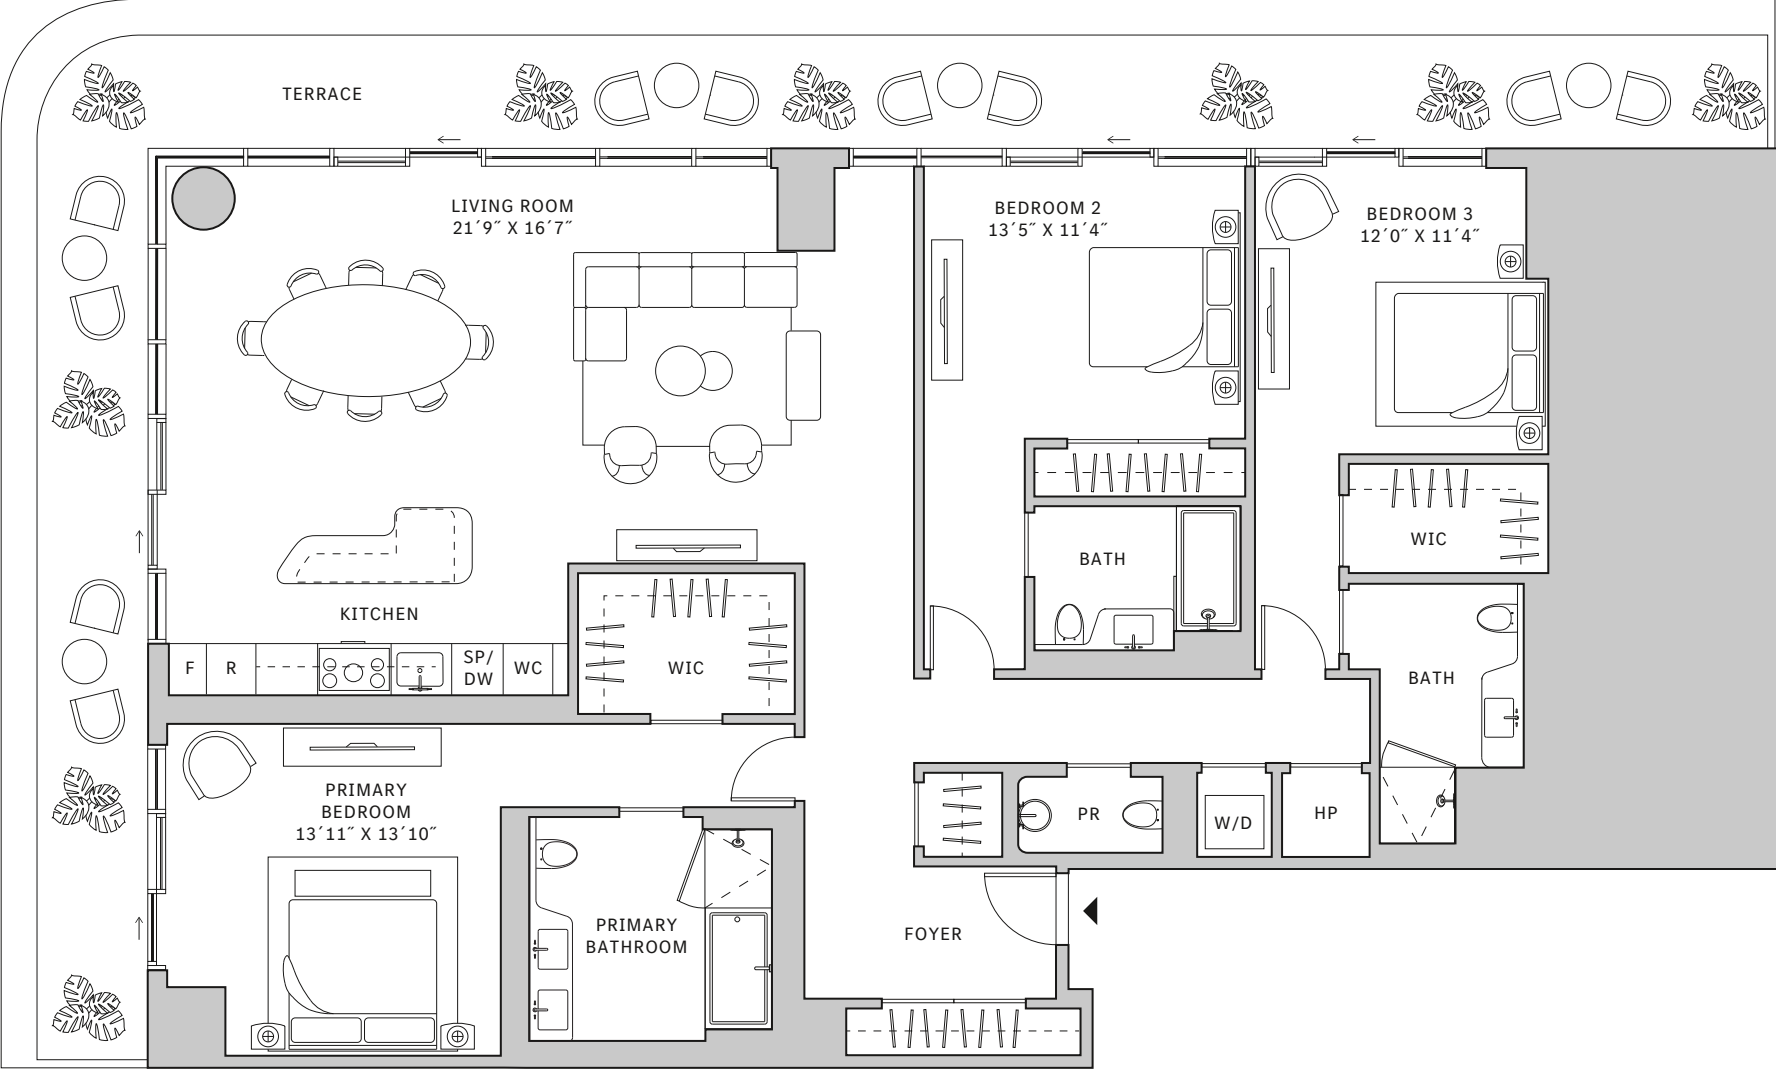 TERRACE
LIVING ROOM
21´9˝ X 16´7˝
BEDROOM 2
13´5˝ X 11´4˝
BEDROOM 3
12´0˝ X 11´4˝
KITCHEN
F
R
SP/
DW
WC
WIC
BATH
WIC
BATH
PRIMARY
BEDROOM
13´11˝ X 13´10˝
PR
W/D
HP
PRIMARY
BATHROOM
FOYER